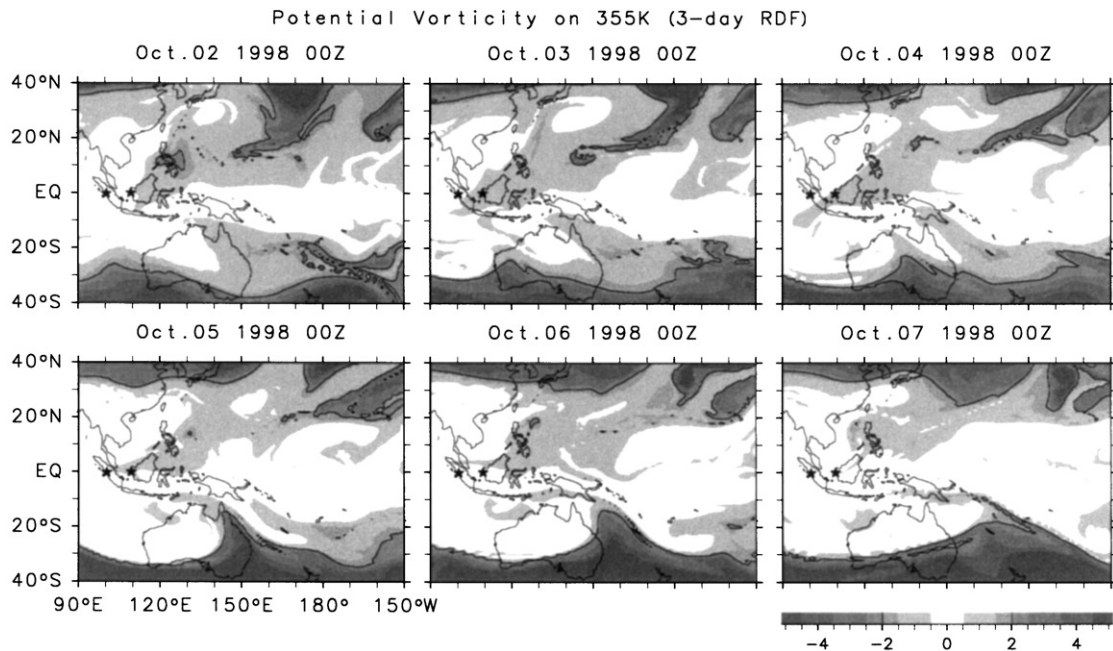 Potential Vorticity on 355K (3-day RDF)
Oct.02 1998 00Z
Oct.03 1998 00Z
Oct.04 1998 00Z
40°N
20°N
EQ
20°S
40°S
Oct.05 1998 00Z
Oct.06 1998 00Z
Oct.07 1998 00Z
40°N
20°N
EQ
20°S
40°S
90°E 120°E 150°E 180° 150°W
-4 -2 0 2 4